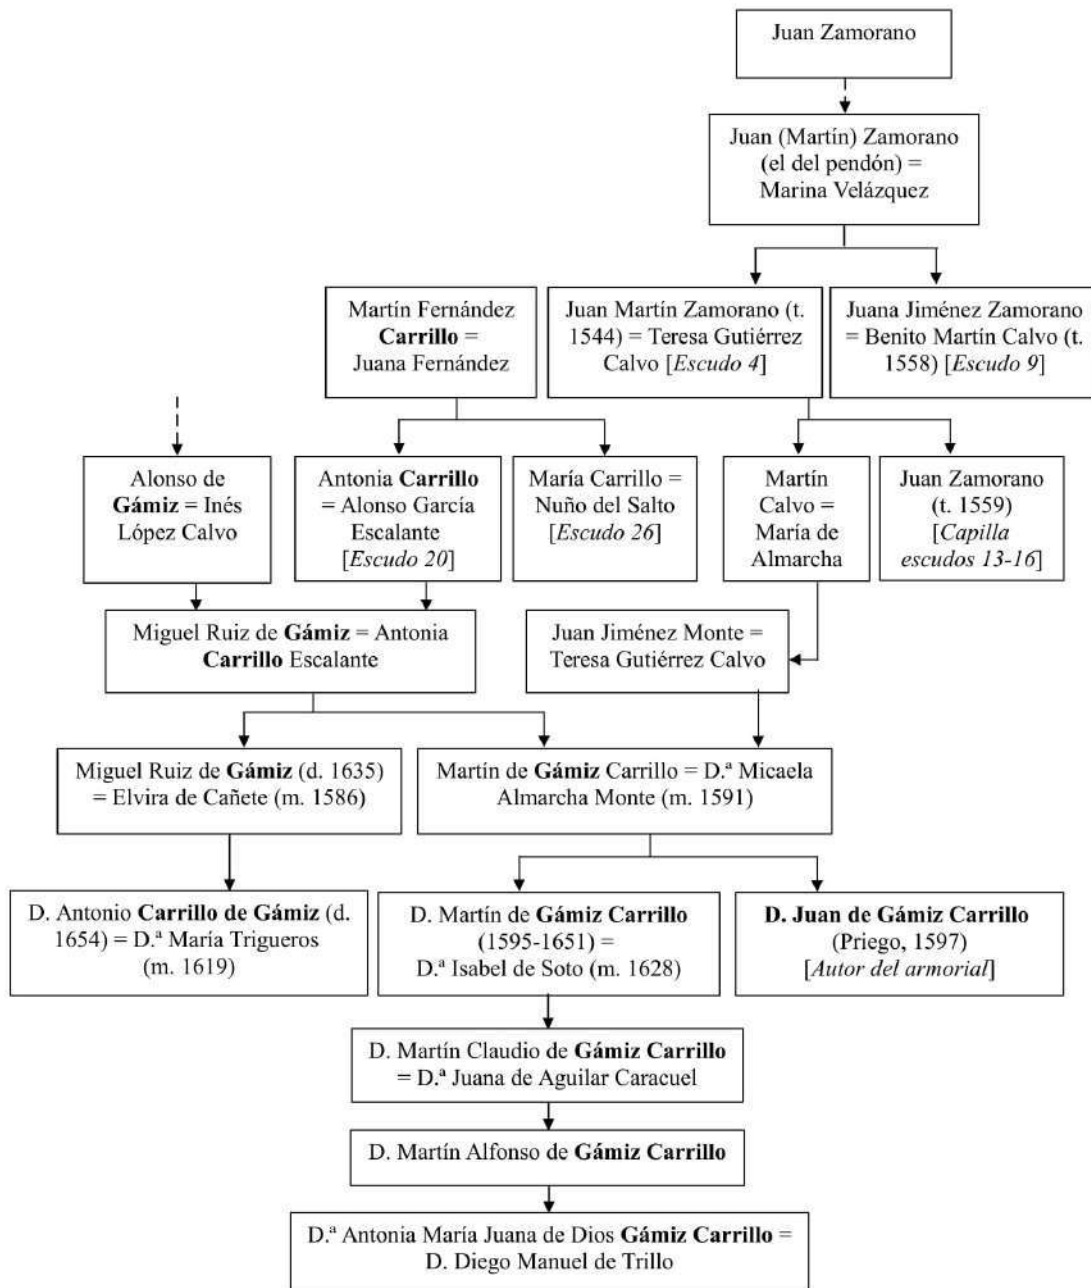 Juan Zamorano
Juan (Martín) Zamorano
(el del pendón) =
Marina Velázquez
Martín Fernández
Carrillo =
Juana Fernández
Juan Martín Zamorano (t.
1544) = Teresa Gutiérrez
Calvo [Escudo 4]
Juana Jiménez Zamorano
= Benito Martín Calvo (t.
1558) [Escudo 9]
Alonso de
Gámiz = Inés
López Calvo
Antonia Carrillo
= Alonso García
Escalante
[Escudo 20]
María Carrillo =
Nuño del Salto
[Escudo 26]
Martín
Calvo =
María de
Almarcha
Juan Zamorano
(t. 1559)
[Capilla
escudos 13-16]
Miguel Ruiz de Gámiz = Antonia
Carrillo Escalante
Juan Jiménez Monte =
Teresa Gutiérrez Calvo
Miguel Ruiz de Gámiz (d. 1635)
= Elvira de Cañete (m. 1586)
Martín de Gámiz Carrillo = D.ª Micaela
Almarcha Monte (m. 1591)
D. Antonio Carrillo de Gámiz (d.
1654) = D.ª María Trigueros
(m. 1619)
D. Martín de Gámiz Carrillo
(1595-1651) =
D.ª Isabel de Soto (m. 1628)
D. Juan de Gámiz Carrillo
(Priego, 1597)
[Autor del armorial]
D. Martín Claudio de Gámiz Carrillo
= D.ª Juana de Aguilar Caracuel
D. Martín Alfonso de Gámiz Carrillo
D.ª Antonia María Juana de Dios Gámiz Carrillo =
D. Diego Manuel de Trillo